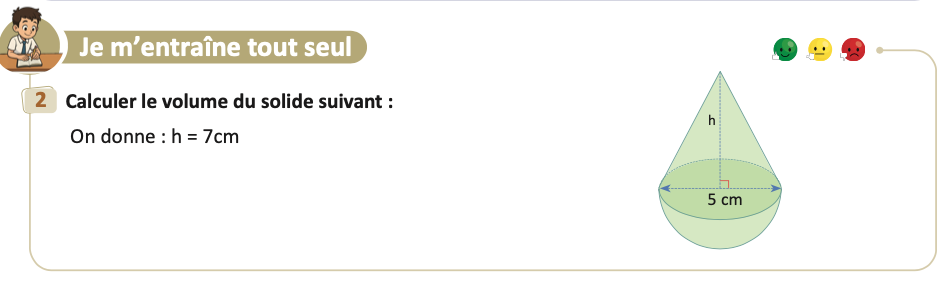 Je m’entraîne tout seul
2 Calculer le volume du solide suivant :
On donne : h = 7cm
h
5 cm